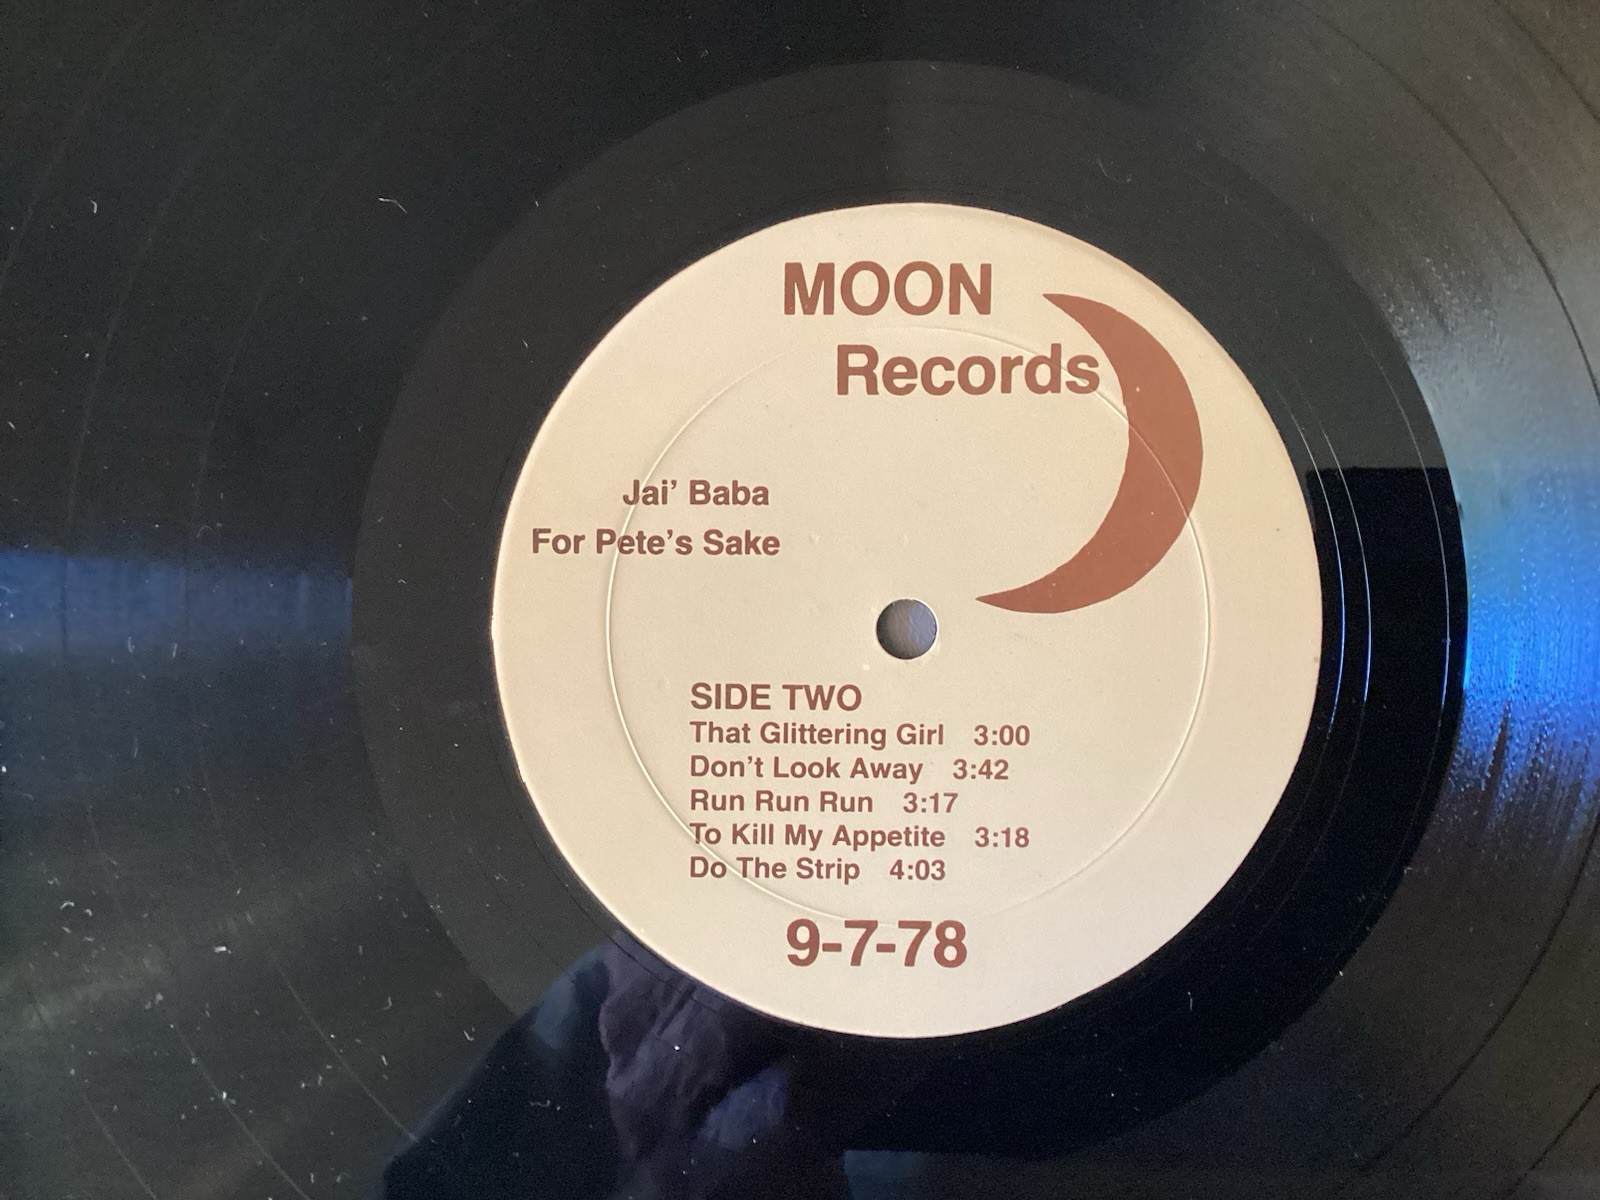 MOON
Records
Jai' Baba
For Pete's Sake
SIDE TWO
That Glittering Girl 3:00
Don't Look Away 3:42
Run Run Run 3:17
To Kill My Appetite 3:18
Do The Strip 4:03
9-7-78